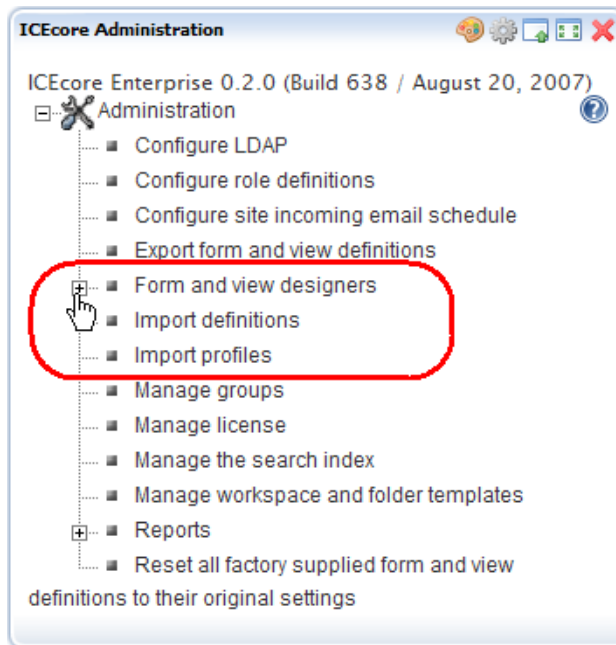 ICEcore Administration
ICEcore Enterprise 0.2.0 (Build 638 / August 20, 2007)
Administration
Configure LDAP
Configure role definitions
Configure site incoming email schedule
Export form and view definitions
Form and view designers
Import definitions
Import profiles
Manage groups
Manage license
Manage the search index
Manage workspace and folder templates
Reports
Reset all factory supplied form and view
definitions to their original settings